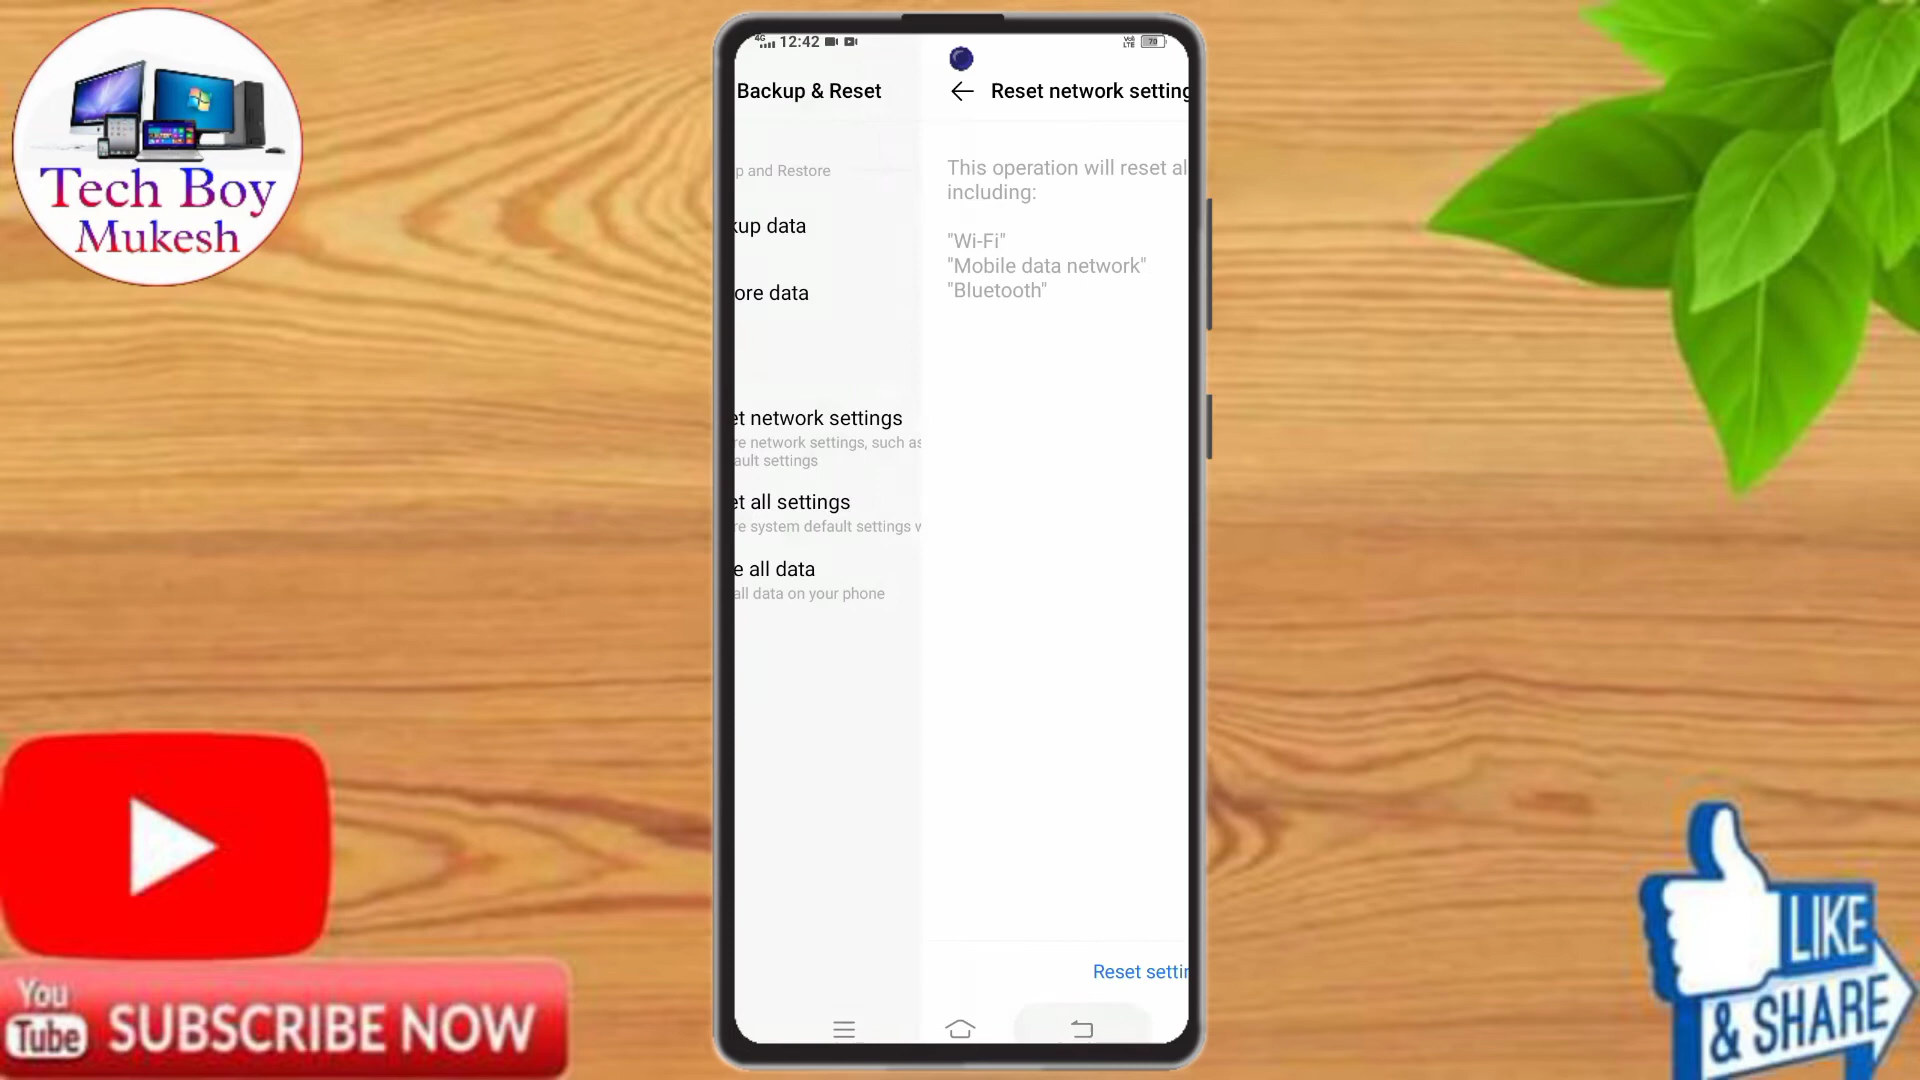 Tech Boy
Mukesh
4G 12:42
79
Backup & Reset
p and Restore
kup data
ore data
et network settings
re network settings, such as
ault settings
et all settings
re system default settings w
e all data
all data on your phone
Reset network setting
This operation will reset al
including:
"Wi-Fi"
"Mobile data network"
"Bluetooth"
Reset settin
You
Tube
SUBSCRIBE NOW
LIKE
& SHARE